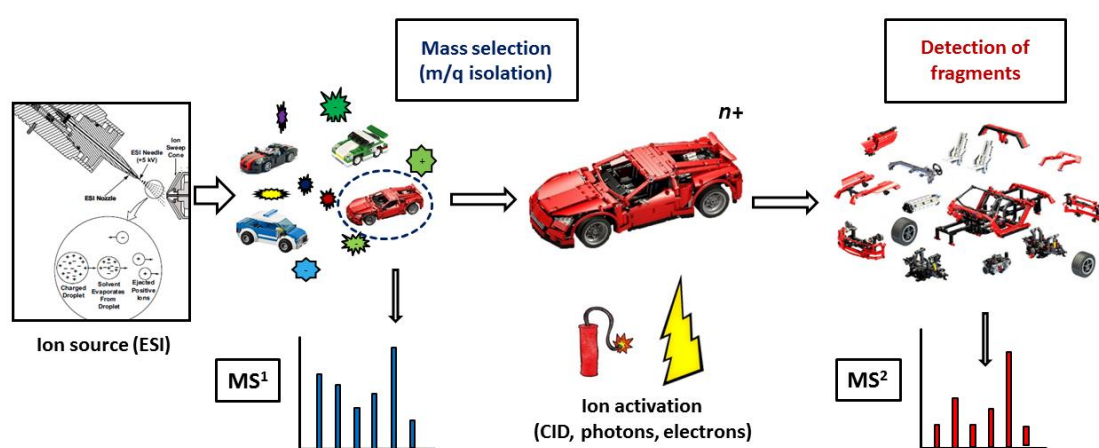 Mass selection
(m/q isolation)
Detection of
fragments
ESI Needle
(+5 kV)
Ion
Sweep
Cone
ESI Nozzle
n+
+
-
-
+
+
Charged
Droplet
Solvent
Evaporates
From
Droplet
Ejected
Positive
Ions
Ion source (ESI)
MS¹
Ion activation
(CID, photons, electrons)
MS²